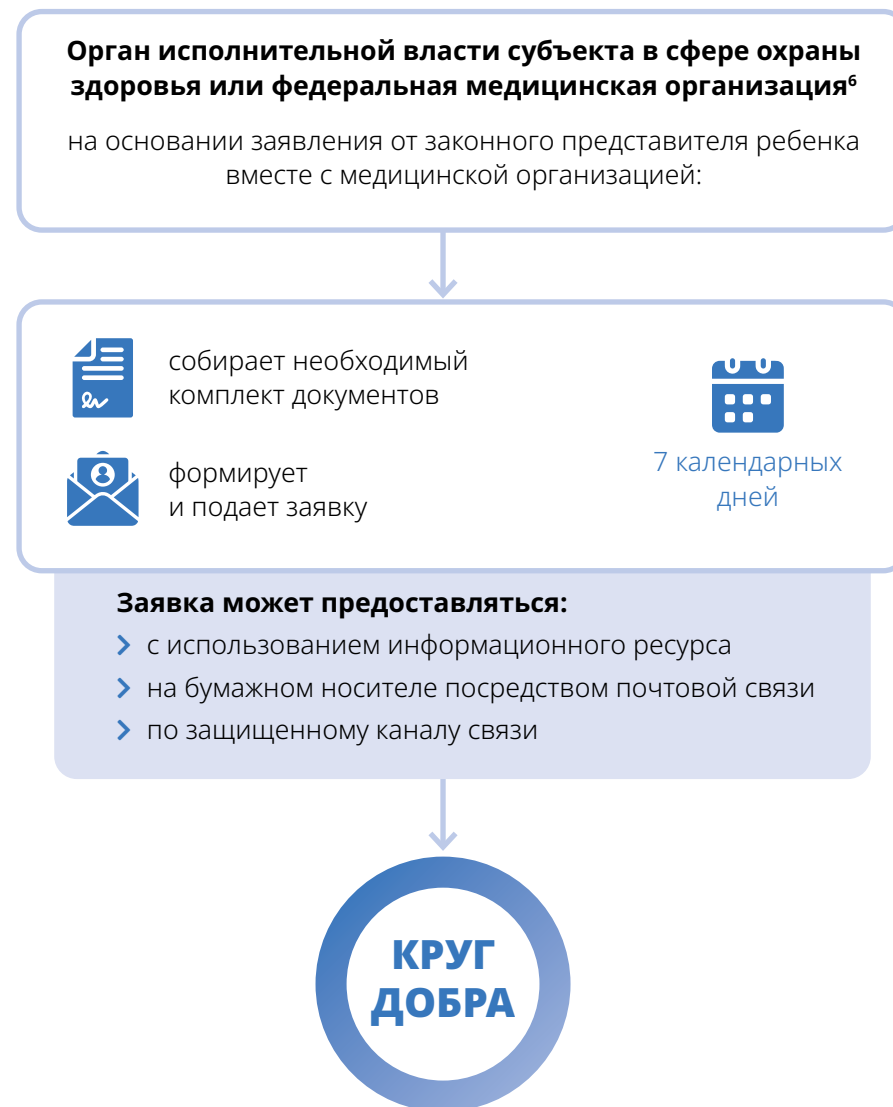 Орган исполнительной власти субъекта в сфере охраны
здоровья или федеральная медицинская организация⁶
на основании заявления от законного представителя ребенка
вместе с медицинской организацией:
собирает необходимый
комплект документов
формирует
и подает заявку
7 календарных
дней
Заявка может предоставляться:
с использованием информационного ресурса
на бумажном носителе посредством почтовой связи
по защищенному каналу связи
КРУГ
ДОБРА